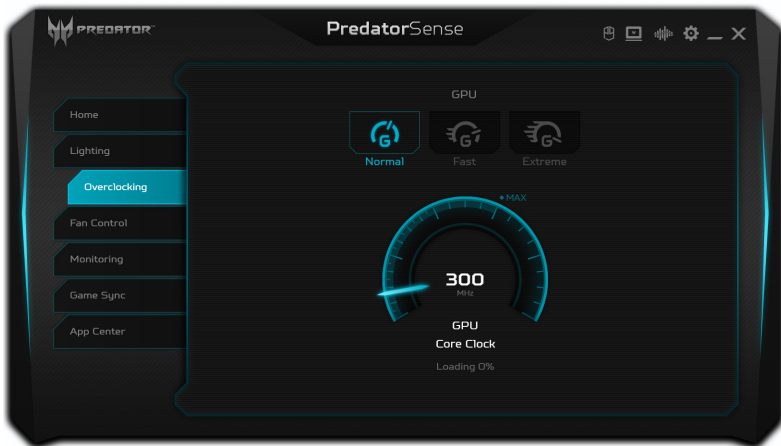 PREDATOR
PredatorSense
Home
Lighting
Overclocking
Fan Control
Monitoring
Game Sync
App Center
GPU
Normal
Fast
Extreme
MAX
300
MHz
GPU
Core Clock
Loading 0%